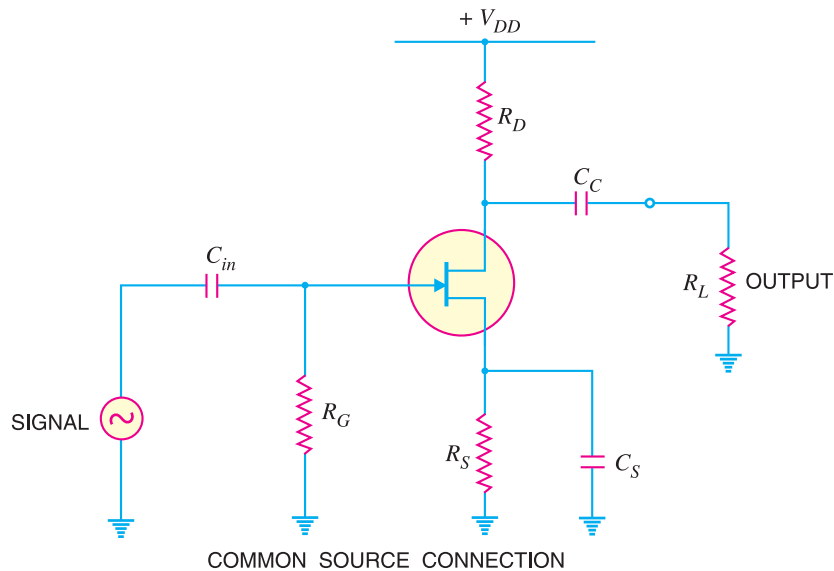 + V_DD
R_D
C_C
C_in
R_L OUTPUT
SIGNAL
R_G
R_S
C_S
COMMON SOURCE CONNECTION